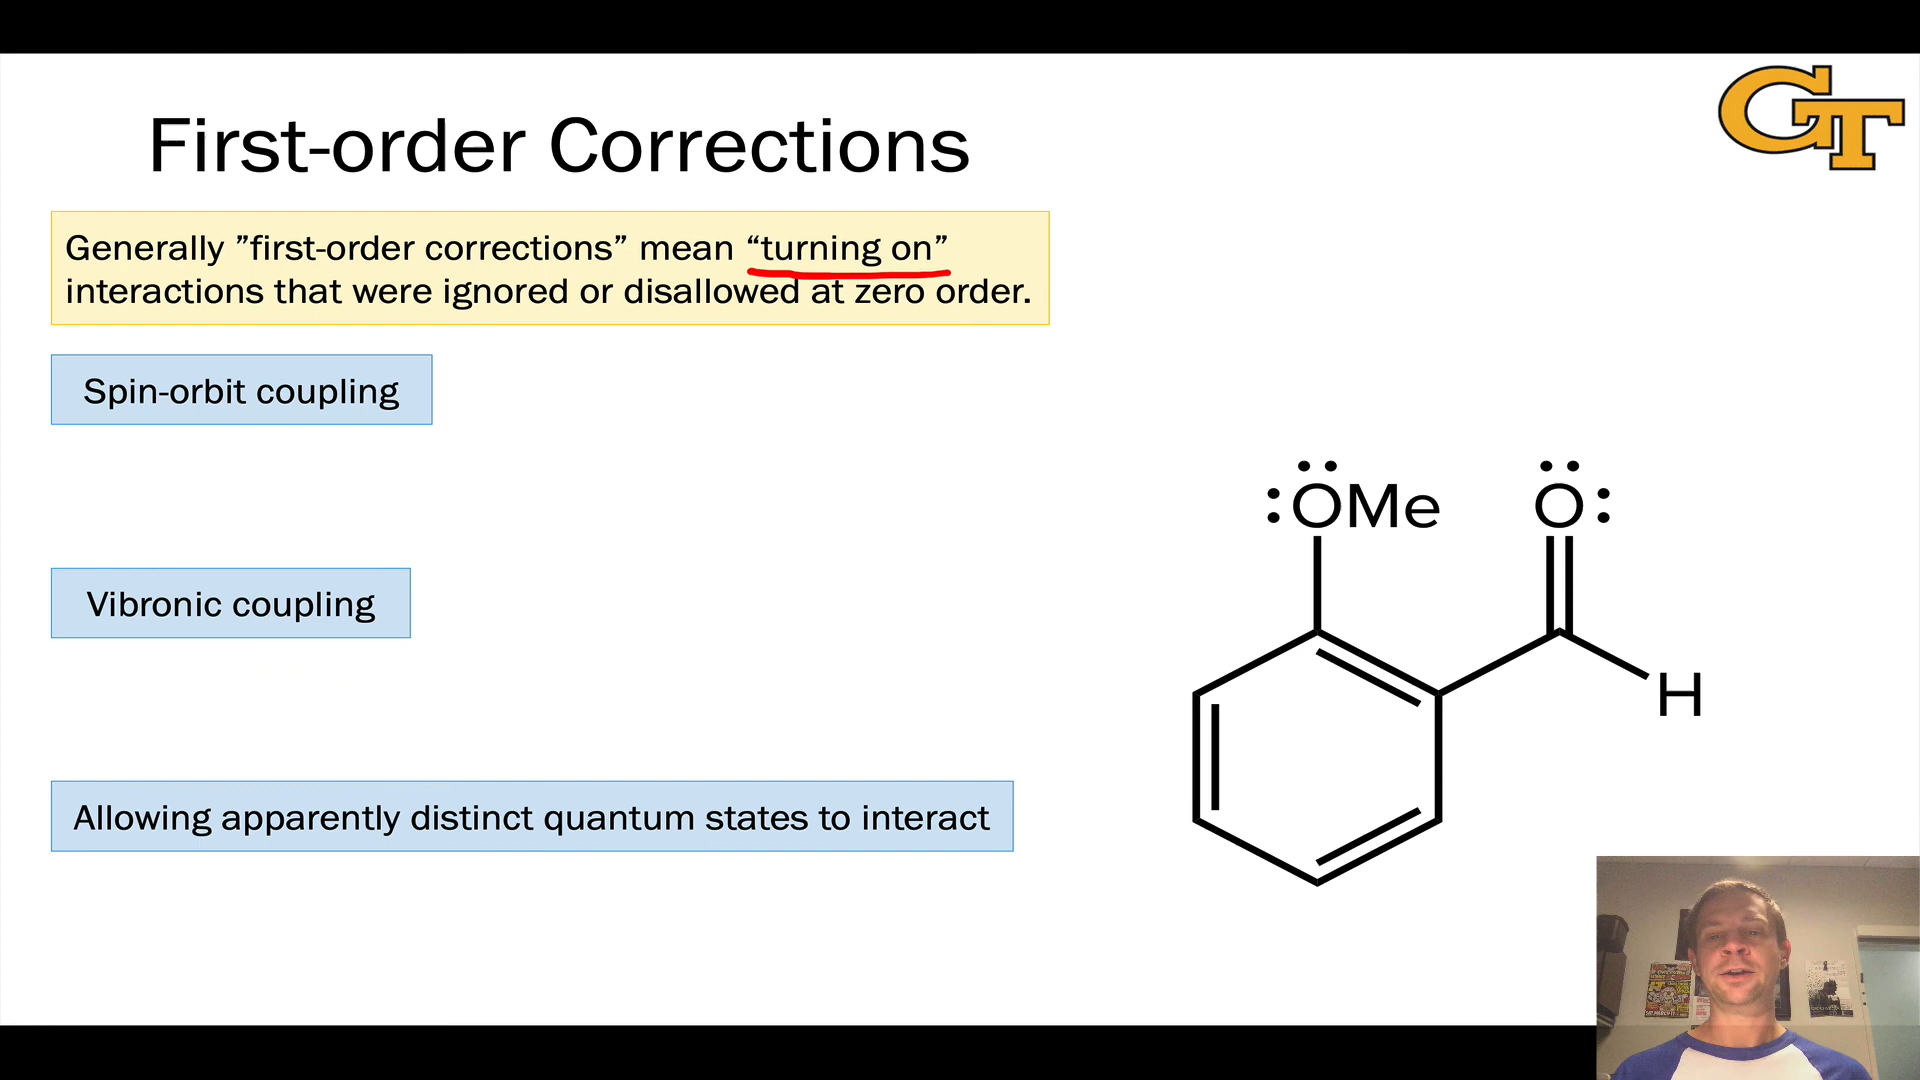 GT
First-order Corrections
Generally ”first-order corrections” mean “turning on”
interactions that were ignored or disallowed at zero order.
Spin-orbit coupling
Vibronic coupling
Allowing apparently distinct quantum states to interact
:OMe
O:
H